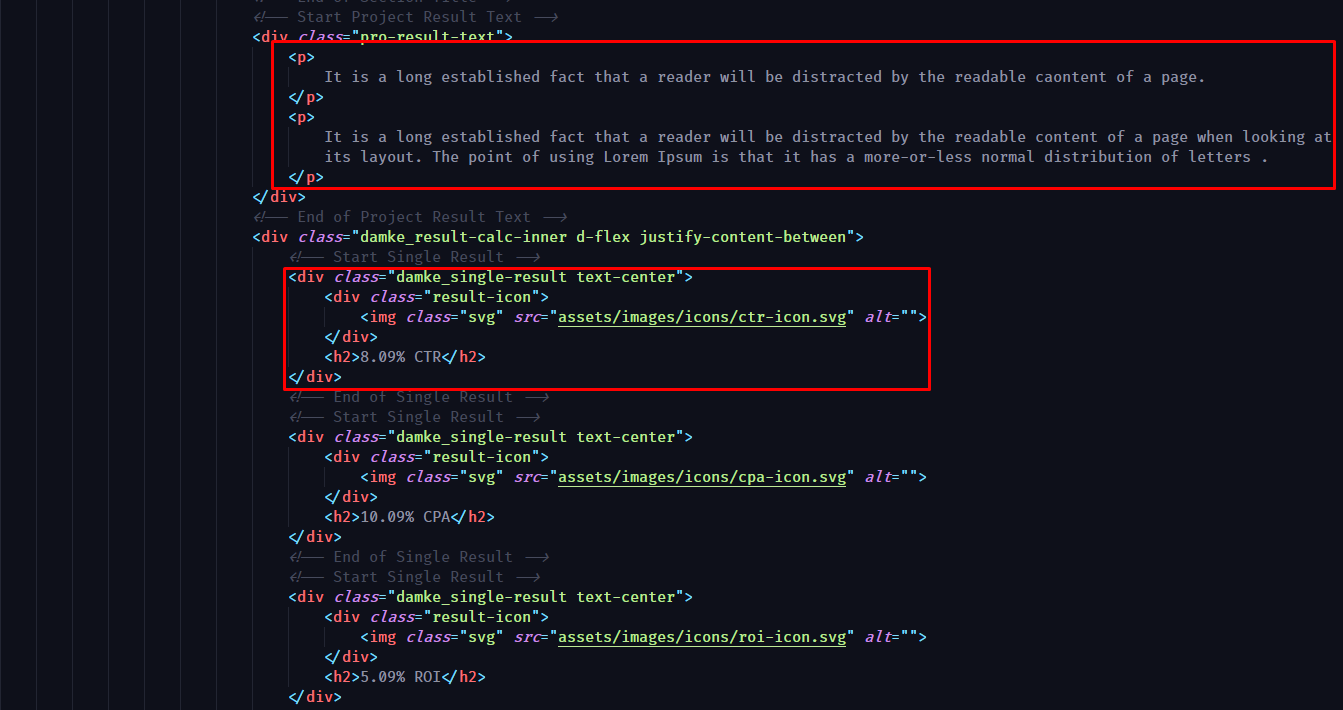 <!-- End of Section Title -->
<!-- Start Project Result Text -->
<div class="pro-result-text">
<p>
It is a long established fact that a reader will be distracted by the readable caontent of a page.
</p>
<p>
It is a long established fact that a reader will be distracted by the readable content of a page when looking at
its layout. The point of using Lorem Ipsum is that it has a more-or-less normal distribution of letters .
</p>
</div>
<!-- End of Project Result Text -->
<div class="damke_result-calc-inner d-flex justify-content-between">
<!-- Start Single Result -->
<div class="damke_single-result text-center">
<div class="result-icon">
<img class="svg" src="assets/images/icons/ctr-icon.svg" alt="">
</div>
<h2>8.09% CTR</h2>
</div>
<!-- End of Single Result -->
<!-- Start Single Result -->
<div class="damke_single-result text-center">
<div class="result-icon">
<img class="svg" src="assets/images/icons/cpa-icon.svg" alt="">
</div>
<h2>10.09% CPA</h2>
</div>
<!-- End of Single Result -->
<!-- Start Single Result -->
<div class="damke_single-result text-center">
<div class="result-icon">
<img class="svg" src="assets/images/icons/roi-icon.svg" alt="">
</div>
<h2>5.09% ROI</h2>
</div>